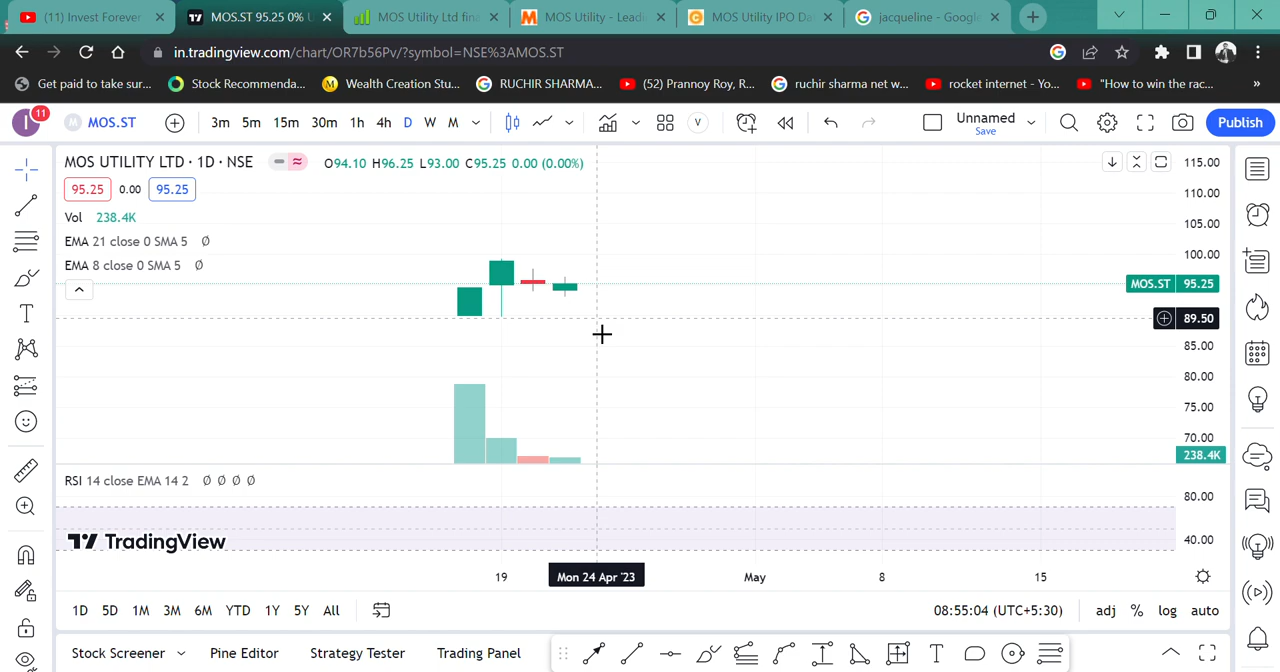 (11) Invest Forever
MOS.ST 95.25 0% U
MOS Utility Ltd fina
MOS Utility - Leadi
MOS Utility IPO Da
jacqueline - Google
in.tradingview.com/chart/OR7b56Pv/?symbol=NSE%3AMOS.ST
Get paid to take sur...
Stock Recommenda...
Wealth Creation Stu...
RUCHIR SHARMA...
(52) Prannoy Roy, R...
ruchir sharma net w...
rocket internet - Yo...
"How to win the rac...
»
I 11 M MOS.ST 3m 5m 15m 30m 1h 4h D W M V Unnamed Save Publish
MOS UTILITY LTD · 1D · NSE O94.10 H96.25 L93.00 C95.25 0.00 (0.00%)
95.25 0.00 95.25
Vol 238.4K
EMA 21 close 0 SMA 5 Ø
EMA 8 close 0 SMA 5 Ø
115.00
110.00
105.00
100.00
MOS.ST 95.25
89.50
85.00
80.00
75.00
70.00
238.4K
RSI 14 close EMA 14 2 Ø Ø Ø Ø
80.00
40.00
TradingView
19 Mon 24 Apr '23 May 8 15
1D 5D 1M 3M 6M YTD 1Y 5Y All 08:55:04 (UTC+5:30) adj % log auto
Stock Screener Pine Editor Strategy Tester Trading Panel